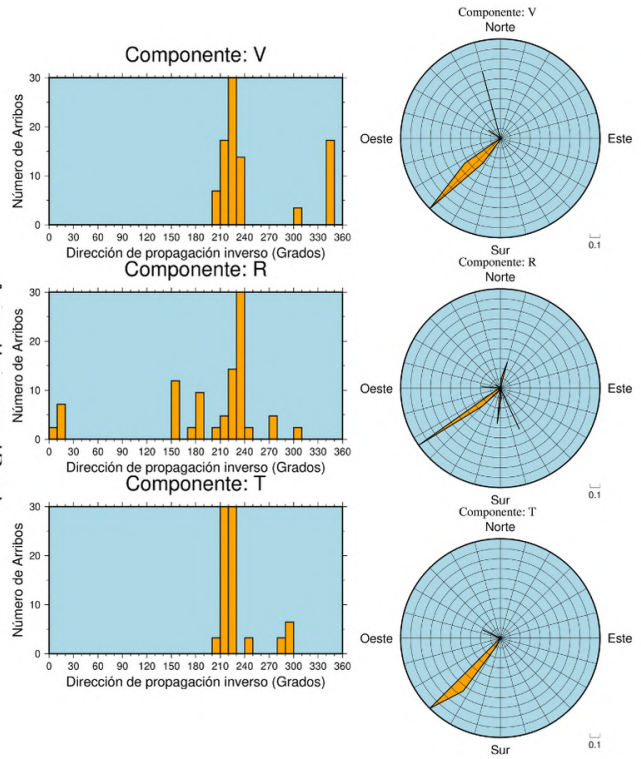 Componente: V
Número de Arribos
30
20
10
0
0 30 60 90 120 150 180 210 240 270 300 330 360
Dirección de propagación inverso (Grados)
Componente: V
Norte
Oeste
Este
Sur
0.1
Componente: R
Número de Arribos
30
20
10
0
0 30 60 90 120 150 180 210 240 270 300 330 360
Dirección de propagación inverso (Grados)
Componente: R
Norte
Oeste
Este
Sur
0.1
Componente: T
Número de Arribos
30
20
10
0
0 30 60 90 120 150 180 210 240 270 300 330 360
Dirección de propagación inverso (Grados)
Componente: T
Norte
Oeste
Este
Sur
0.1